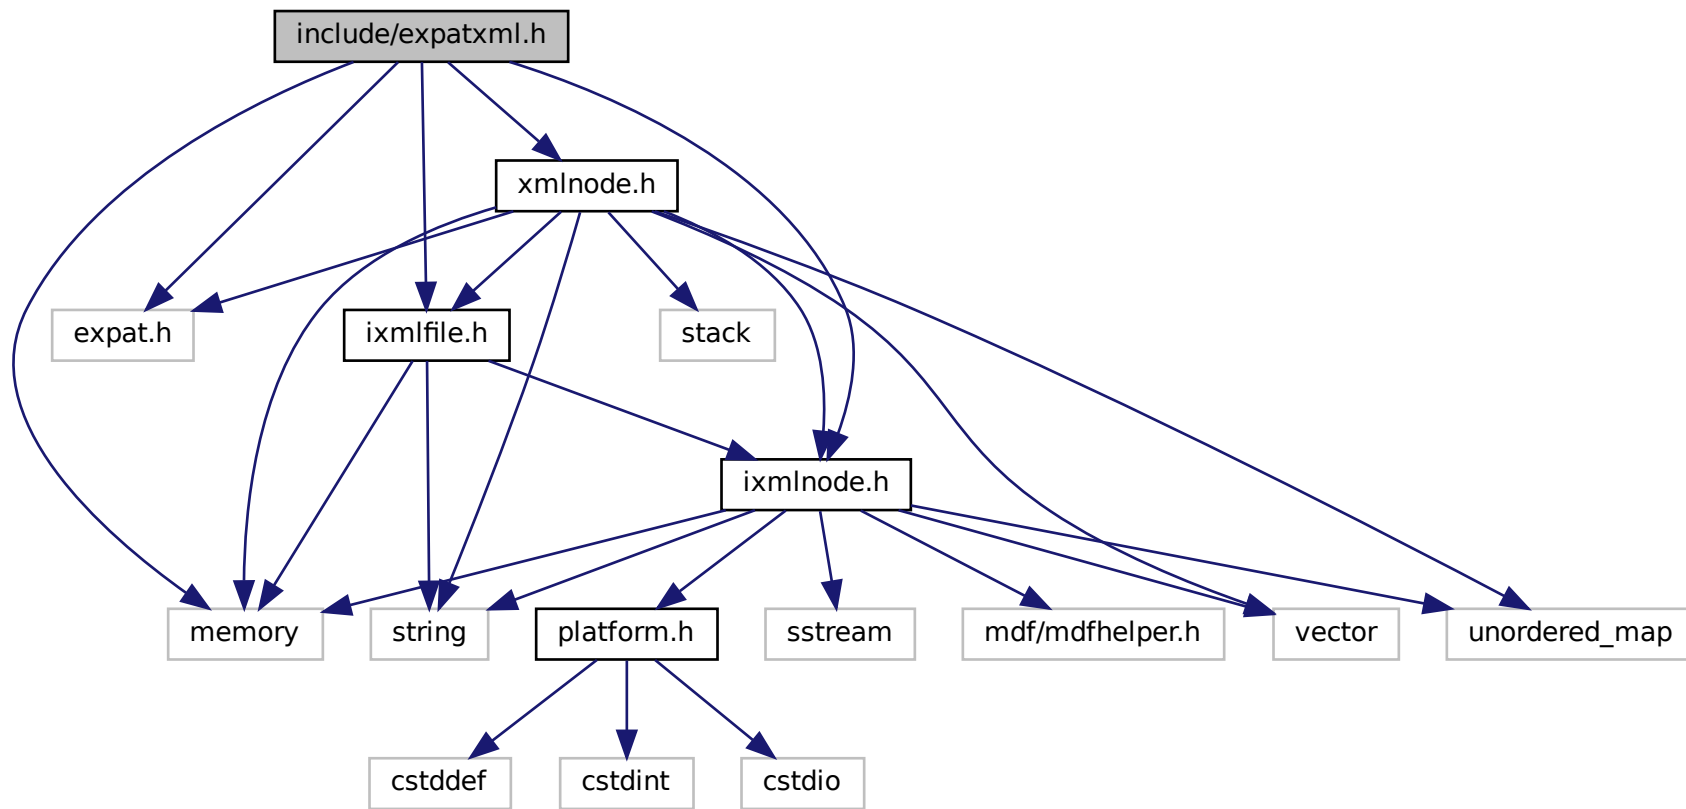 include/expatxml.h
xmlnode.h
expat.h
ixmlfile.h
stack
ixmlnode.h
memory
string
platform.h
sstream
mdf/mdfhelper.h
vector
unordered_map
cstddef
cstdint
cstdio